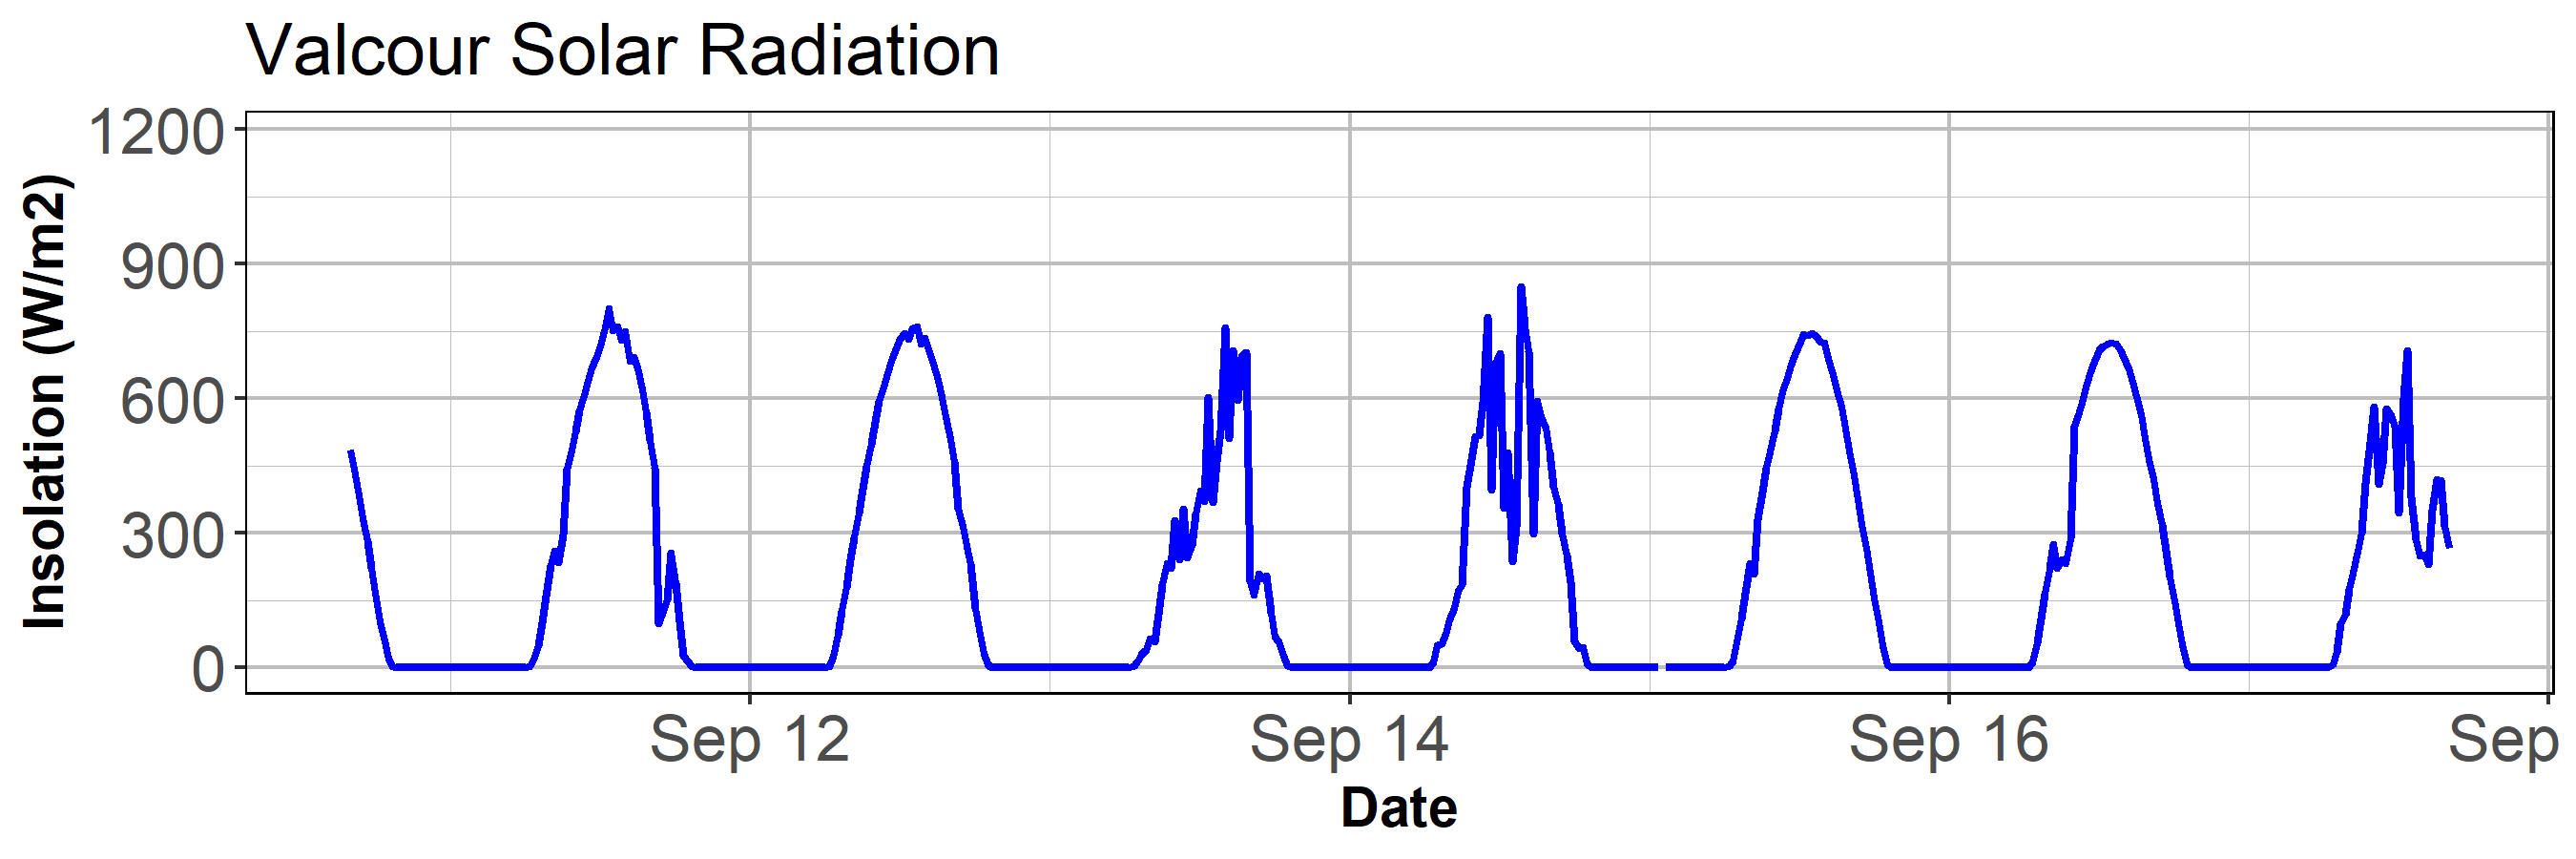 Valcour Solar Radiation
1200
900
600
300
0
Insolation (W/m2)
Sep 12 Sep 14 Sep 16 Sep
Date